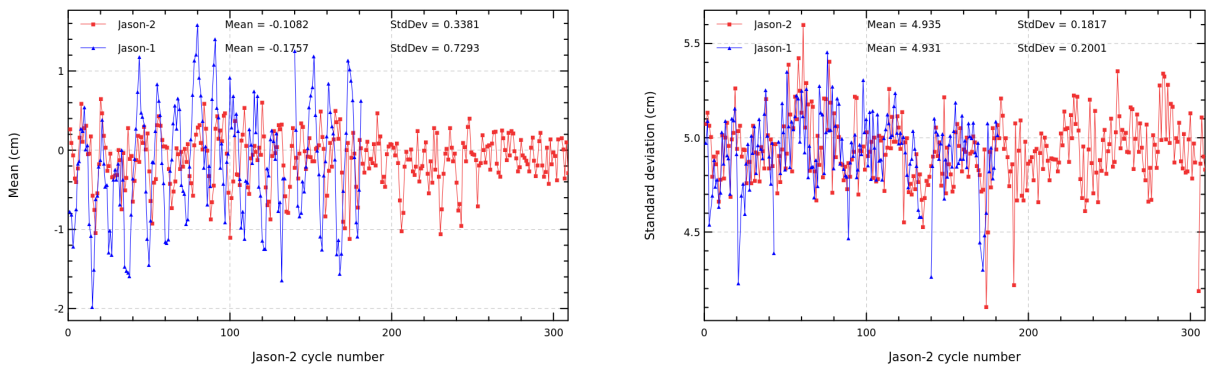 Jason-2 Mean = -0.1082 StdDev = 0.3381
Jason-1 Mean = -0.1757 StdDev = 0.7293
1
0
-1
-2
Mean (cm)
0 100 200 300
Jason-2 cycle number
Jason-2 Mean = 4.935 StdDev = 0.1817
Jason-1 Mean = 4.931 StdDev = 0.2001
5.5
5.0
4.5
Standard deviation (cm)
0 100 200 300
Jason-2 cycle number